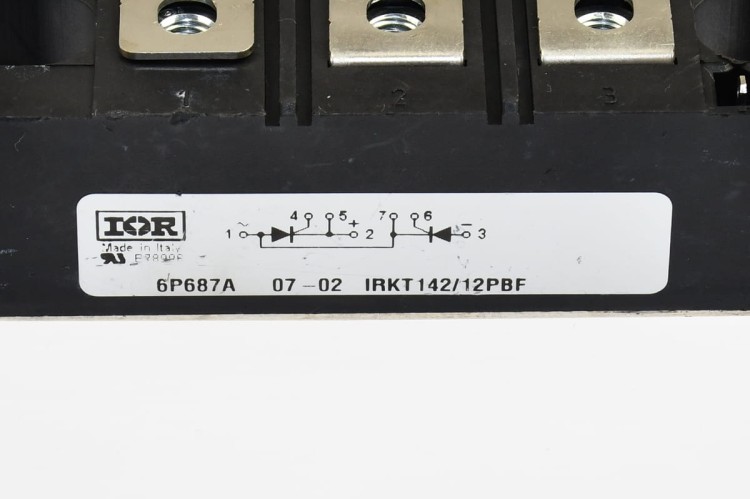 1 2 3
IOR
Made in Italy
4 5 7 6
1 ~ + 2 - 3
6P687A 07-02 IRKT142/12PBF